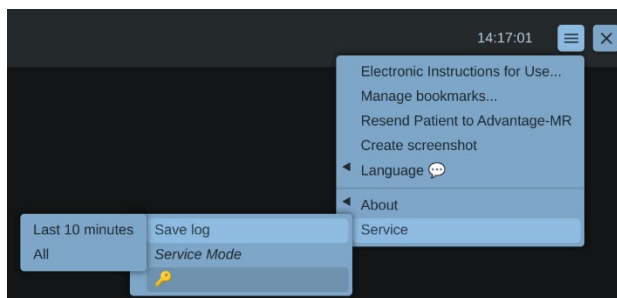 14:17:01
Electronic Instructions for Use...
Manage bookmarks...
Resend Patient to Advantage-MR
Create screenshot
Language
About
Service
Save log
Service Mode
Last 10 minutes
All